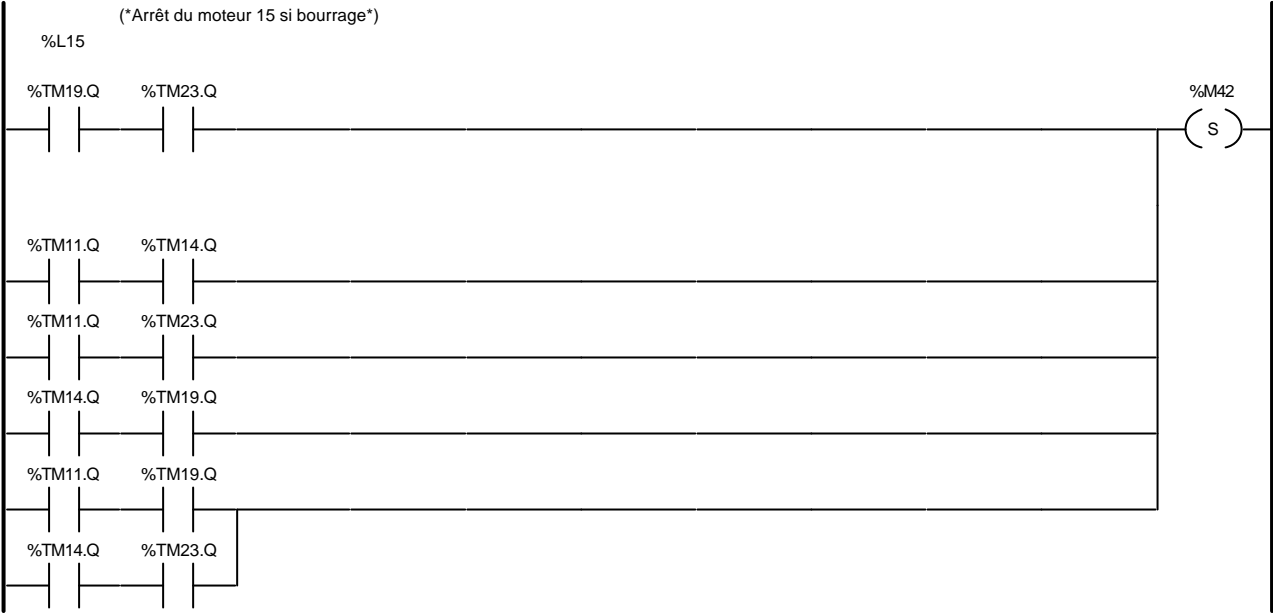 (*Arrêt du moteur 15 si bourrage*)
%L15
%TM19.Q %TM23.Q %M42
S
%TM11.Q %TM14.Q
%TM11.Q %TM23.Q
%TM14.Q %TM19.Q
%TM11.Q %TM19.Q
%TM14.Q %TM23.Q